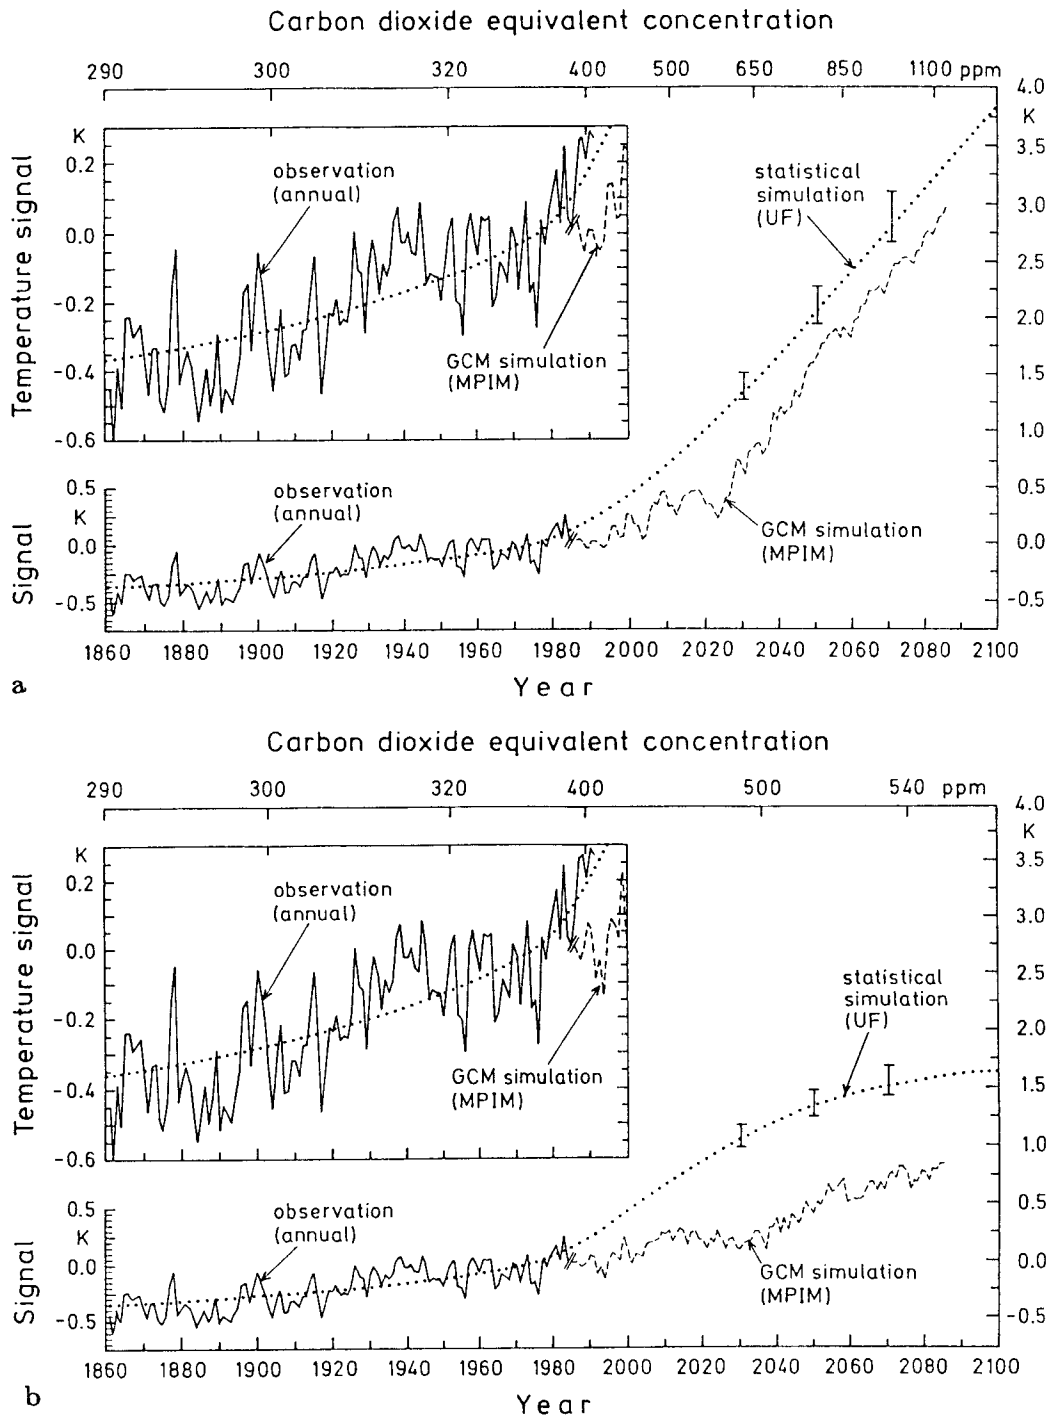 Carbon dioxide equivalent concentration
290 300 320 400 500 650 850 1100 ppm
4.0
K
K
0.2
0.0
-0.2
-0.4
-0.6
Temperature signal
observation
(annual)
GCM simulation
(MPIM)
statistical
simulation
(UF)
3.5
3.0
2.5
2.0
1.5
1.0
0.5
0.0
-0.5
0.5
K
0.0
-0.5
Signal
observation
(annual)
GCM simulation
(MPIM)
1860 1880 1900 1920 1940 1960 1980 2000 2020 2040 2060 2080 2100
a
Year
Carbon dioxide equivalent concentration
290 300 320 400 500 540 ppm
4.0
K
K
0.2
0.0
-0.2
-0.4
-0.6
Temperature signal
observation
(annual)
GCM simulation
(MPIM)
statistical
simulation
(UF)
3.5
3.0
2.5
2.0
1.5
1.0
0.5
0.0
-0.5
0.5
K
0.0
-0.5
Signal
observation
(annual)
GCM simulation
(MPIM)
1860 1880 1900 1920 1940 1960 1980 2000 2020 2040 2060 2080 2100
b
Year